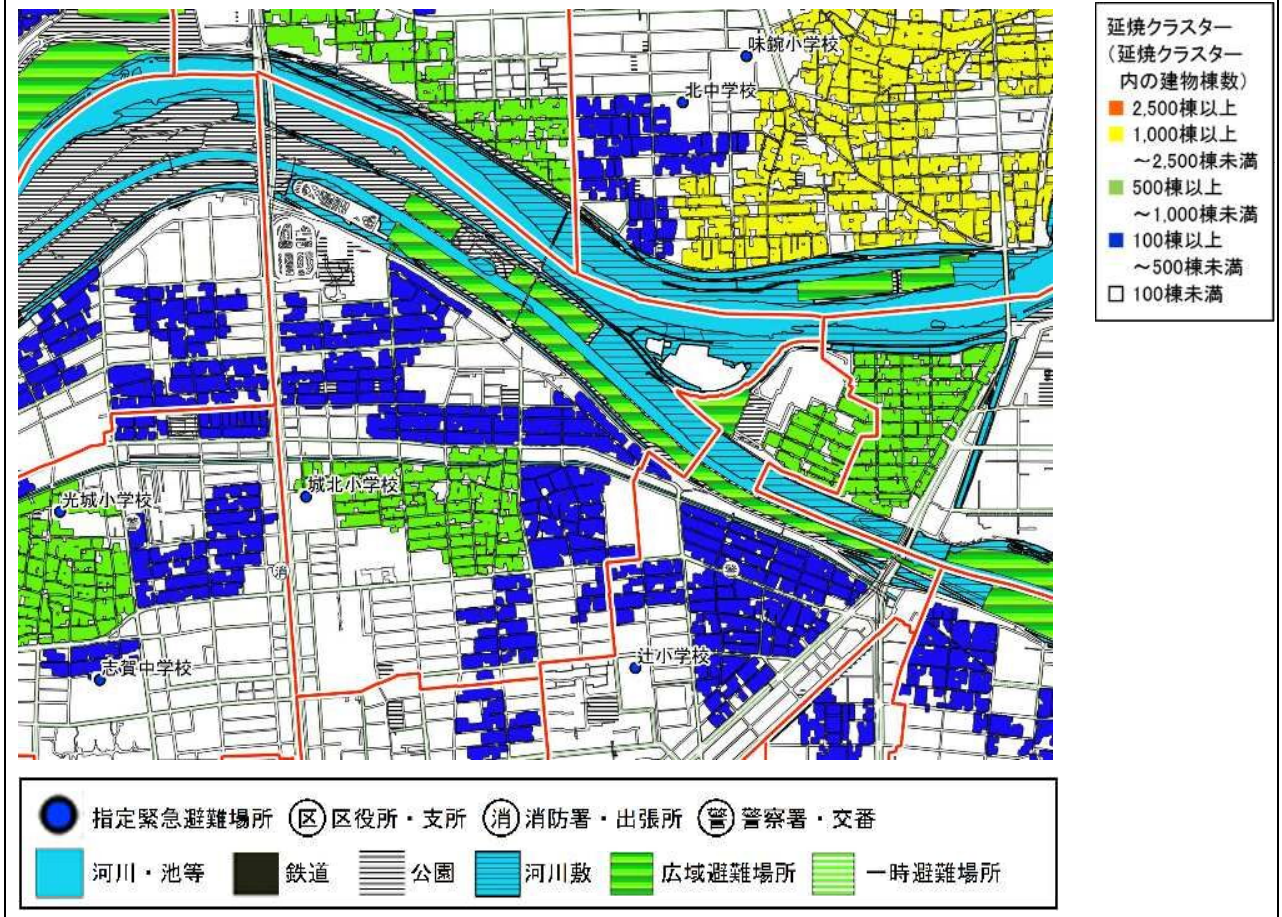 味鋺小学校
北中学校
城北小学校
光城小学校
警
消
警
辻小学校
志賀中学校
延焼クラスター
(延焼クラスター
内の建物棟数)
2,500棟以上
1,000棟以上
～2,500棟未満
500棟以上
～1,000棟未満
100棟以上
～500棟未満
100棟未満
指定緊急避難場所 区 区役所・支所 消 消防署・出張所 警 警察署・交番
河川・池等 鉄道 公園 河川敷 広域避難場所 一時避難場所